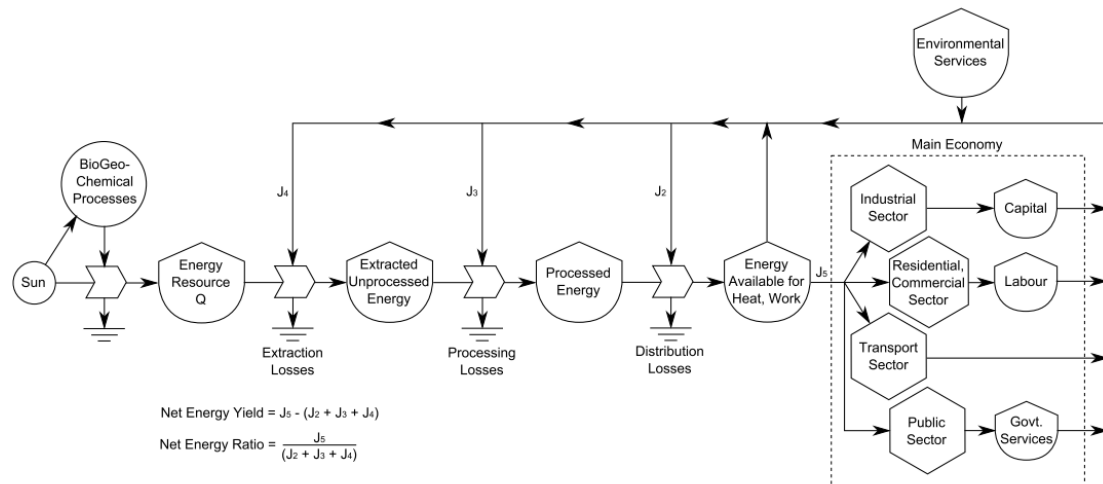 Environmental
Services
Main Economy
BioGeo-
Chemical
Processes
J₄
J₃
J₂
Industrial
Sector
Capital
Sun
Energy
Resource
Q
Extracted
Unprocessed
Energy
Processed
Energy
Energy
Available for
Heat, Work
J₅
Residential,
Commercial
Sector
Labour
Extraction
Losses
Processing
Losses
Distribution
Losses
Transport
Sector
Public
Sector
Govt.
Services
Net Energy Yield = J₅ - (J₂ + J₃ + J₄)
Net Energy Ratio = J₅
(J₂ + J₃ + J₄)